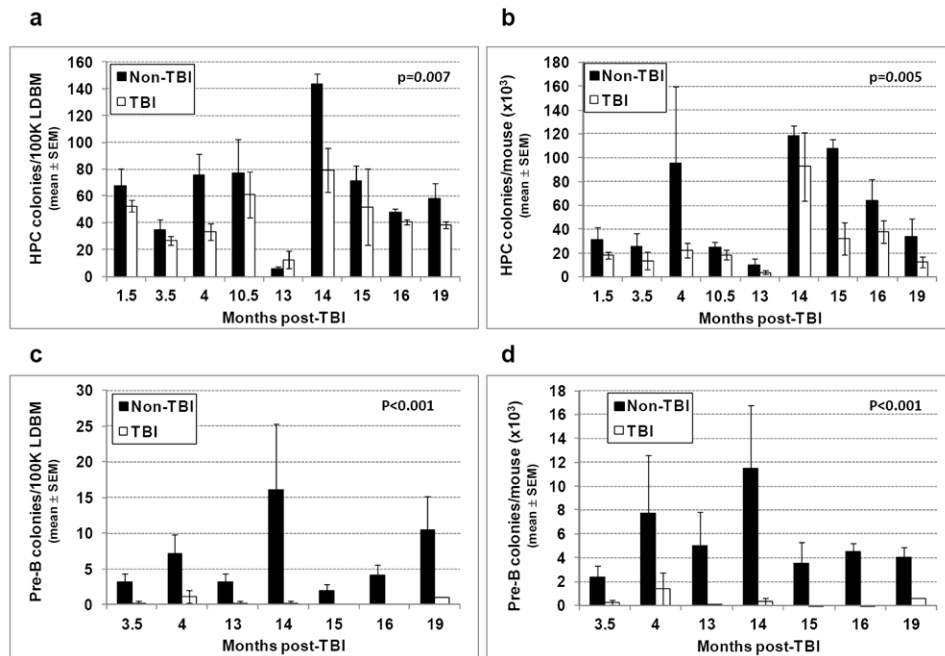 a
HPC colonies/100K LDBM
(mean ± SEM)
160
140
120
100
80
60
40
20
0
Non-TBI
TBI
p=0.007
1.5 3.5 4 10.5 13 14 15 16 19
Months post-TBI
b
HPC colonies/mouse (x10³)
(mean ± SEM)
180
160
140
120
100
80
60
40
20
0
Non-TBI
TBI
p=0.005
1.5 3.5 4 10.5 13 14 15 16 19
Months post-TBI
c
Pre-B colonies/100K LDBM
(mean ± SEM)
30
25
20
15
10
5
0
Non-TBI
TBI
P<0.001
3.5 4 13 14 15 16 19
Months post-TBI
d
Pre-B colonies/mouse (x10³)
(mean ± SEM)
18
16
14
12
10
8
6
4
2
0
Non-TBI
TBI
P<0.001
3.5 4 13 14 15 16 19
Months post-TBI